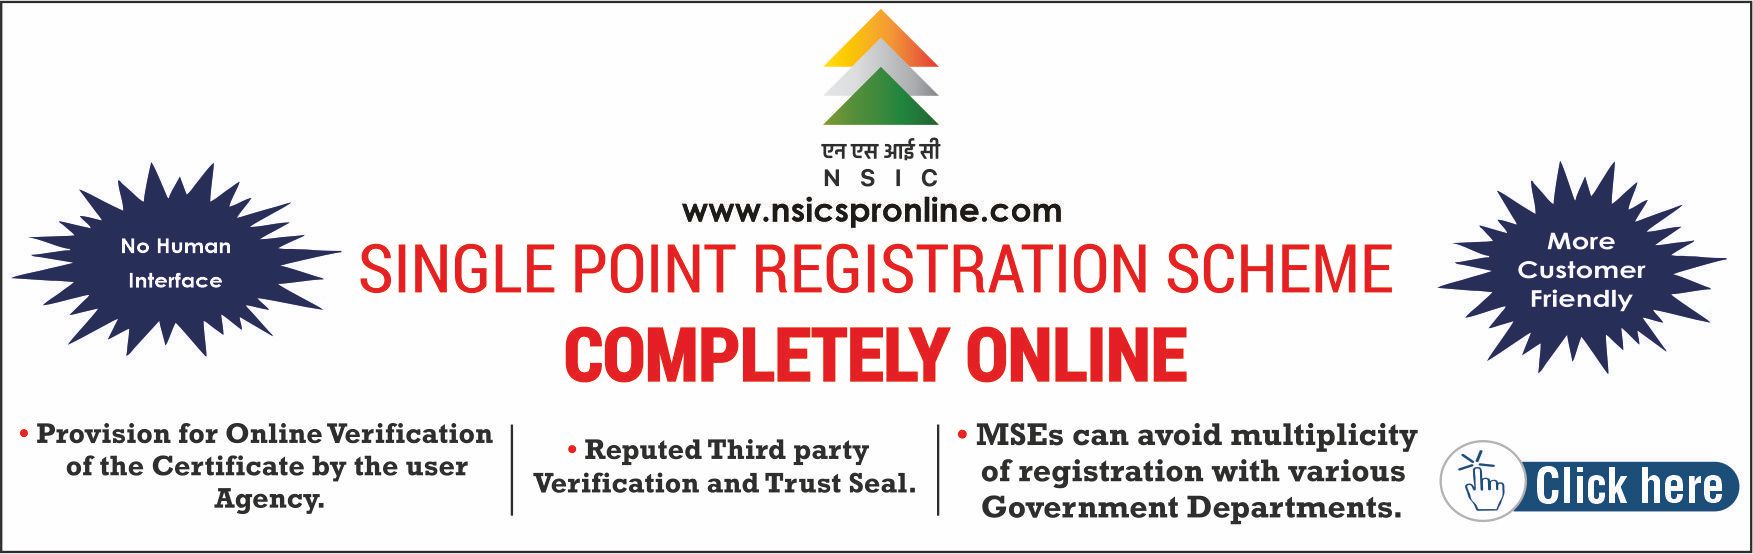 एन एस आई सी
N S I C
www.nsicspronline.com
No Human
Interface
SINGLE POINT REGISTRATION SCHEME
More
Customer
Friendly
COMPLETELY ONLINE
• Provision for Online Verification
of the Certificate by the user
Agency.
• Reputed Third party
Verification and Trust Seal.
• MSEs can avoid multiplicity
of registration with various
Government Departments.
Click here